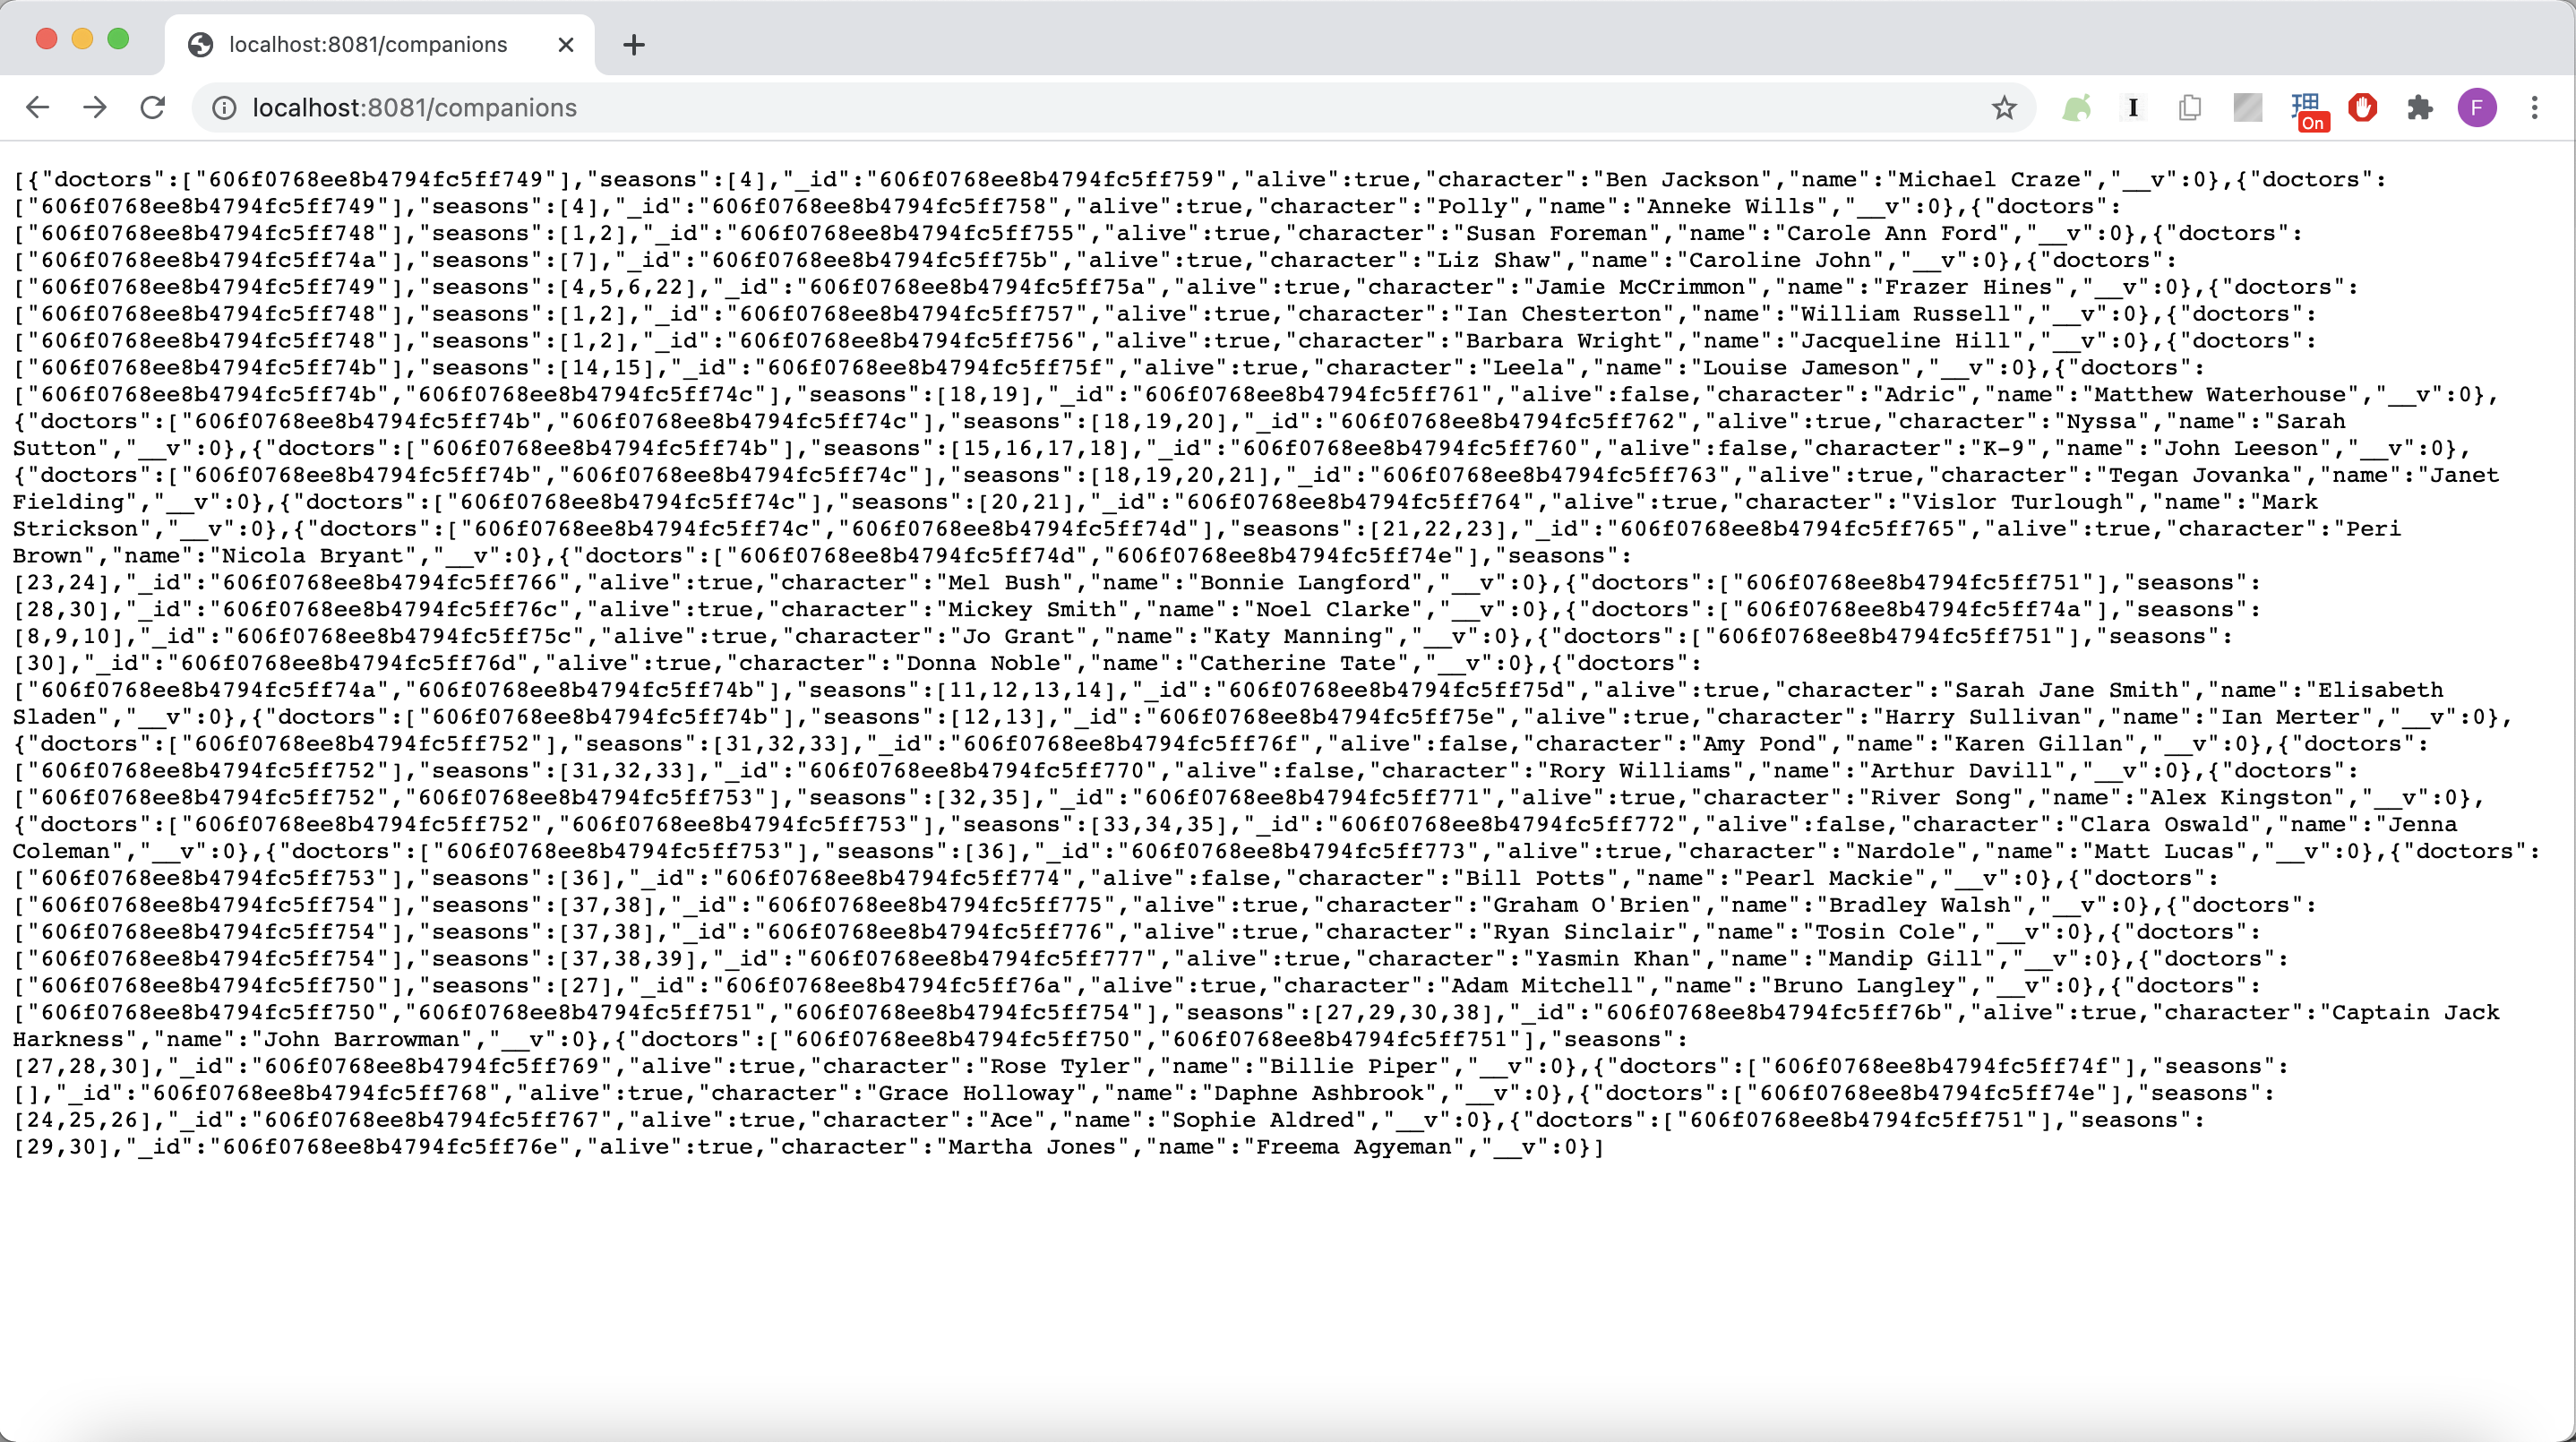 localhost:8081/companions
localhost:8081/companions
I
理
On
F
[{"doctors":["606f0768ee8b4794fc5ff749"],"seasons":[4],"_id":"606f0768ee8b4794fc5ff759","alive":true,"character":"Ben Jackson","name":"Michael Craze","__v":0},{"doctors":
["606f0768ee8b4794fc5ff749"],"seasons":[4],"_id":"606f0768ee8b4794fc5ff758","alive":true,"character":"Polly","name":"Anneke Wills","__v":0},{"doctors":
["606f0768ee8b4794fc5ff748"],"seasons":[1,2],"_id":"606f0768ee8b4794fc5ff755","alive":true,"character":"Susan Foreman","name":"Carole Ann Ford","__v":0},{"doctors":
["606f0768ee8b4794fc5ff74a"],"seasons":[7],"_id":"606f0768ee8b4794fc5ff75b","alive":true,"character":"Liz Shaw","name":"Caroline John","__v":0},{"doctors":
["606f0768ee8b4794fc5ff749"],"seasons":[4,5,6,22],"_id":"606f0768ee8b4794fc5ff75a","alive":true,"character":"Jamie McCrimmon","name":"Frazer Hines","__v":0},{"doctors":
["606f0768ee8b4794fc5ff748"],"seasons":[1,2],"_id":"606f0768ee8b4794fc5ff757","alive":true,"character":"Ian Chesterton","name":"William Russell","__v":0},{"doctors":
["606f0768ee8b4794fc5ff748"],"seasons":[1,2],"_id":"606f0768ee8b4794fc5ff756","alive":true,"character":"Barbara Wright","name":"Jacqueline Hill","__v":0},{"doctors":
["606f0768ee8b4794fc5ff74b"],"seasons":[14,15],"_id":"606f0768ee8b4794fc5ff75f","alive":true,"character":"Leela","name":"Louise Jameson","__v":0},{"doctors":
["606f0768ee8b4794fc5ff74b","606f0768ee8b4794fc5ff74c"],"seasons":[18,19],"_id":"606f0768ee8b4794fc5ff761","alive":false,"character":"Adric","name":"Matthew Waterhouse","__v":0},
{"doctors":["606f0768ee8b4794fc5ff74b","606f0768ee8b4794fc5ff74c"],"seasons":[18,19,20],"_id":"606f0768ee8b4794fc5ff762","alive":true,"character":"Nyssa","name":"Sarah
Sutton","__v":0},{"doctors":["606f0768ee8b4794fc5ff74b"],"seasons":[15,16,17,18],"_id":"606f0768ee8b4794fc5ff760","alive":false,"character":"K-9","name":"John Leeson","__v":0},
{"doctors":["606f0768ee8b4794fc5ff74b","606f0768ee8b4794fc5ff74c"],"seasons":[18,19,20,21],"_id":"606f0768ee8b4794fc5ff763","alive":true,"character":"Tegan Jovanka","name":"Janet
Fielding","__v":0},{"doctors":["606f0768ee8b4794fc5ff74c"],"seasons":[20,21],"_id":"606f0768ee8b4794fc5ff764","alive":true,"character":"Vislor Turlough","name":"Mark
Strickson","__v":0},{"doctors":["606f0768ee8b4794fc5ff74c","606f0768ee8b4794fc5ff74d"],"seasons":[21,22,23],"_id":"606f0768ee8b4794fc5ff765","alive":true,"character":"Peri
Brown","name":"Nicola Bryant","__v":0},{"doctors":["606f0768ee8b4794fc5ff74d","606f0768ee8b4794fc5ff74e"],"seasons":
[23,24],"_id":"606f0768ee8b4794fc5ff766","alive":true,"character":"Mel Bush","name":"Bonnie Langford","__v":0},{"doctors":["606f0768ee8b4794fc5ff751"],"seasons":
[28,30],"_id":"606f0768ee8b4794fc5ff76c","alive":true,"character":"Mickey Smith","name":"Noel Clarke","__v":0},{"doctors":["606f0768ee8b4794fc5ff74a"],"seasons":
[8,9,10],"_id":"606f0768ee8b4794fc5ff75c","alive":true,"character":"Jo Grant","name":"Katy Manning","__v":0},{"doctors":["606f0768ee8b4794fc5ff751"],"seasons":
[30],"_id":"606f0768ee8b4794fc5ff76d","alive":true,"character":"Donna Noble","name":"Catherine Tate","__v":0},{"doctors":
["606f0768ee8b4794fc5ff74a","606f0768ee8b4794fc5ff74b"],"seasons":[11,12,13,14],"_id":"606f0768ee8b4794fc5ff75d","alive":true,"character":"Sarah Jane Smith","name":"Elisabeth
Sladen","__v":0},{"doctors":["606f0768ee8b4794fc5ff74b"],"seasons":[12,13],"_id":"606f0768ee8b4794fc5ff75e","alive":true,"character":"Harry Sullivan","name":"Ian Merter","__v":0},
{"doctors":["606f0768ee8b4794fc5ff752"],"seasons":[31,32,33],"_id":"606f0768ee8b4794fc5ff76f","alive":false,"character":"Amy Pond","name":"Karen Gillan","__v":0},{"doctors":
["606f0768ee8b4794fc5ff752"],"seasons":[31,32,33],"_id":"606f0768ee8b4794fc5ff770","alive":false,"character":"Rory Williams","name":"Arthur Davill","__v":0},{"doctors":
["606f0768ee8b4794fc5ff752","606f0768ee8b4794fc5ff753"],"seasons":[32,35],"_id":"606f0768ee8b4794fc5ff771","alive":true,"character":"River Song","name":"Alex Kingston","__v":0},
{"doctors":["606f0768ee8b4794fc5ff752","606f0768ee8b4794fc5ff753"],"seasons":[33,34,35],"_id":"606f0768ee8b4794fc5ff772","alive":false,"character":"Clara Oswald","name":"Jenna
Coleman","__v":0},{"doctors":["606f0768ee8b4794fc5ff753"],"seasons":[36],"_id":"606f0768ee8b4794fc5ff773","alive":true,"character":"Nardole","name":"Matt Lucas","__v":0},{"doctors":
["606f0768ee8b4794fc5ff753"],"seasons":[36],"_id":"606f0768ee8b4794fc5ff774","alive":false,"character":"Bill Potts","name":"Pearl Mackie","__v":0},{"doctors":
["606f0768ee8b4794fc5ff754"],"seasons":[37,38],"_id":"606f0768ee8b4794fc5ff775","alive":true,"character":"Graham O'Brien","name":"Bradley Walsh","__v":0},{"doctors":
["606f0768ee8b4794fc5ff754"],"seasons":[37,38],"_id":"606f0768ee8b4794fc5ff776","alive":true,"character":"Ryan Sinclair","name":"Tosin Cole","__v":0},{"doctors":
["606f0768ee8b4794fc5ff754"],"seasons":[37,38,39],"_id":"606f0768ee8b4794fc5ff777","alive":true,"character":"Yasmin Khan","name":"Mandip Gill","__v":0},{"doctors":
["606f0768ee8b4794fc5ff750"],"seasons":[27],"_id":"606f0768ee8b4794fc5ff76a","alive":true,"character":"Adam Mitchell","name":"Bruno Langley","__v":0},{"doctors":
["606f0768ee8b4794fc5ff750","606f0768ee8b4794fc5ff751","606f0768ee8b4794fc5ff754"],"seasons":[27,29,30,38],"_id":"606f0768ee8b4794fc5ff76b","alive":true,"character":"Captain Jack
Harkness","name":"John Barrowman","__v":0},{"doctors":["606f0768ee8b4794fc5ff750","606f0768ee8b4794fc5ff751"],"seasons":
[27,28,30],"_id":"606f0768ee8b4794fc5ff769","alive":true,"character":"Rose Tyler","name":"Billie Piper","__v":0},{"doctors":["606f0768ee8b4794fc5ff74f"],"seasons":
[],"_id":"606f0768ee8b4794fc5ff768","alive":true,"character":"Grace Holloway","name":"Daphne Ashbrook","__v":0},{"doctors":["606f0768ee8b4794fc5ff74e"],"seasons":
[24,25,26],"_id":"606f0768ee8b4794fc5ff767","alive":true,"character":"Ace","name":"Sophie Aldred","__v":0},{"doctors":["606f0768ee8b4794fc5ff751"],"seasons":
[29,30],"_id":"606f0768ee8b4794fc5ff76e","alive":true,"character":"Martha Jones","name":"Freema Agyeman","__v":0}]